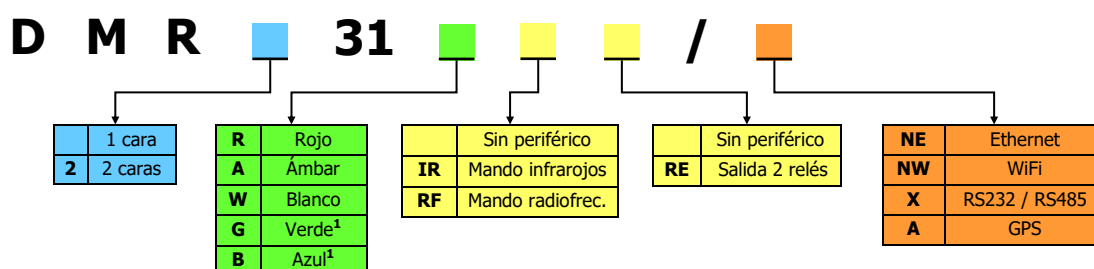 D M R 31 /
1 cara
2 2 caras
R Rojo
A Ámbar
W Blanco
G Verde1
B Azul1
Sin periférico
IR Mando infrarojos
RF Mando radiofrec.
Sin periférico
RE Salida 2 relés
NE Ethernet
NW WiFi
X RS232 / RS485
A GPS